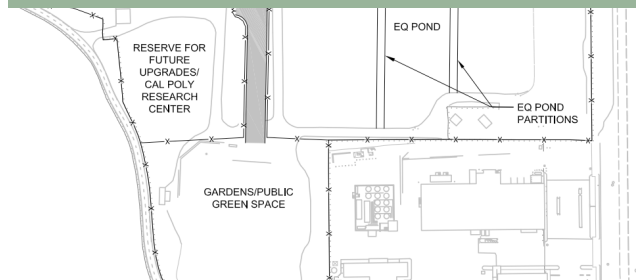 EQ POND
RESERVE FOR
FUTURE
UPGRADES/
CAL POLY
RESEARCH
CENTER
EQ POND
PARTITIONS
GARDENS/PUBLIC
GREEN SPACE